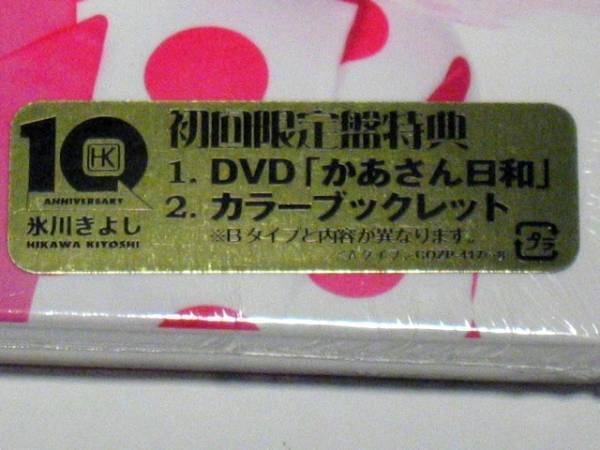 初回限定盤特典
10 HK
ANNIVERSARY
氷川きよし
HIKAWA KIYOSHI
1. DVD「かあさん日和」
2. カラーブックレット
※Bタイプと内容が異なります。
プラ